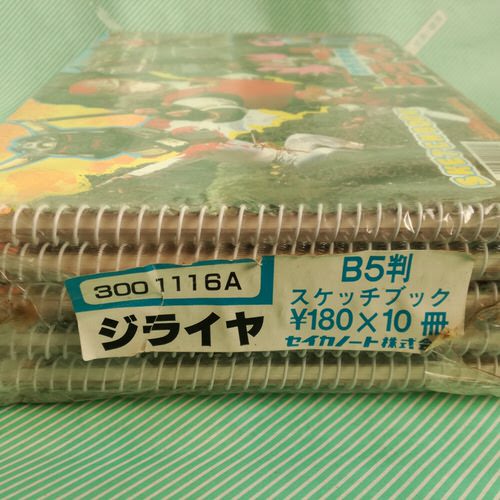 SKETCHBOOK
3001116A
ジライヤ
B5判
スケッチブック
¥180×10冊
セイカノート株式会